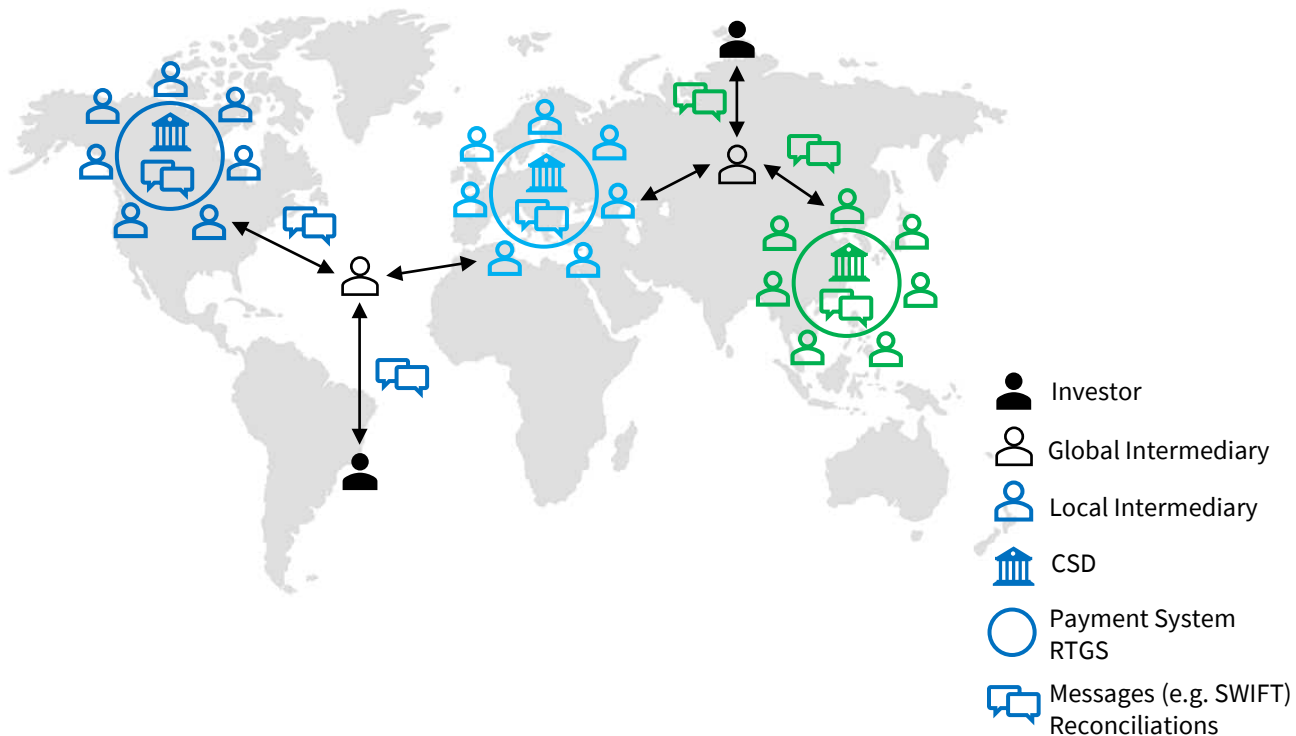 Investor
Global Intermediary
Local Intermediary
CSD
Payment System
RTGS
Messages (e.g. SWIFT)
Reconciliations